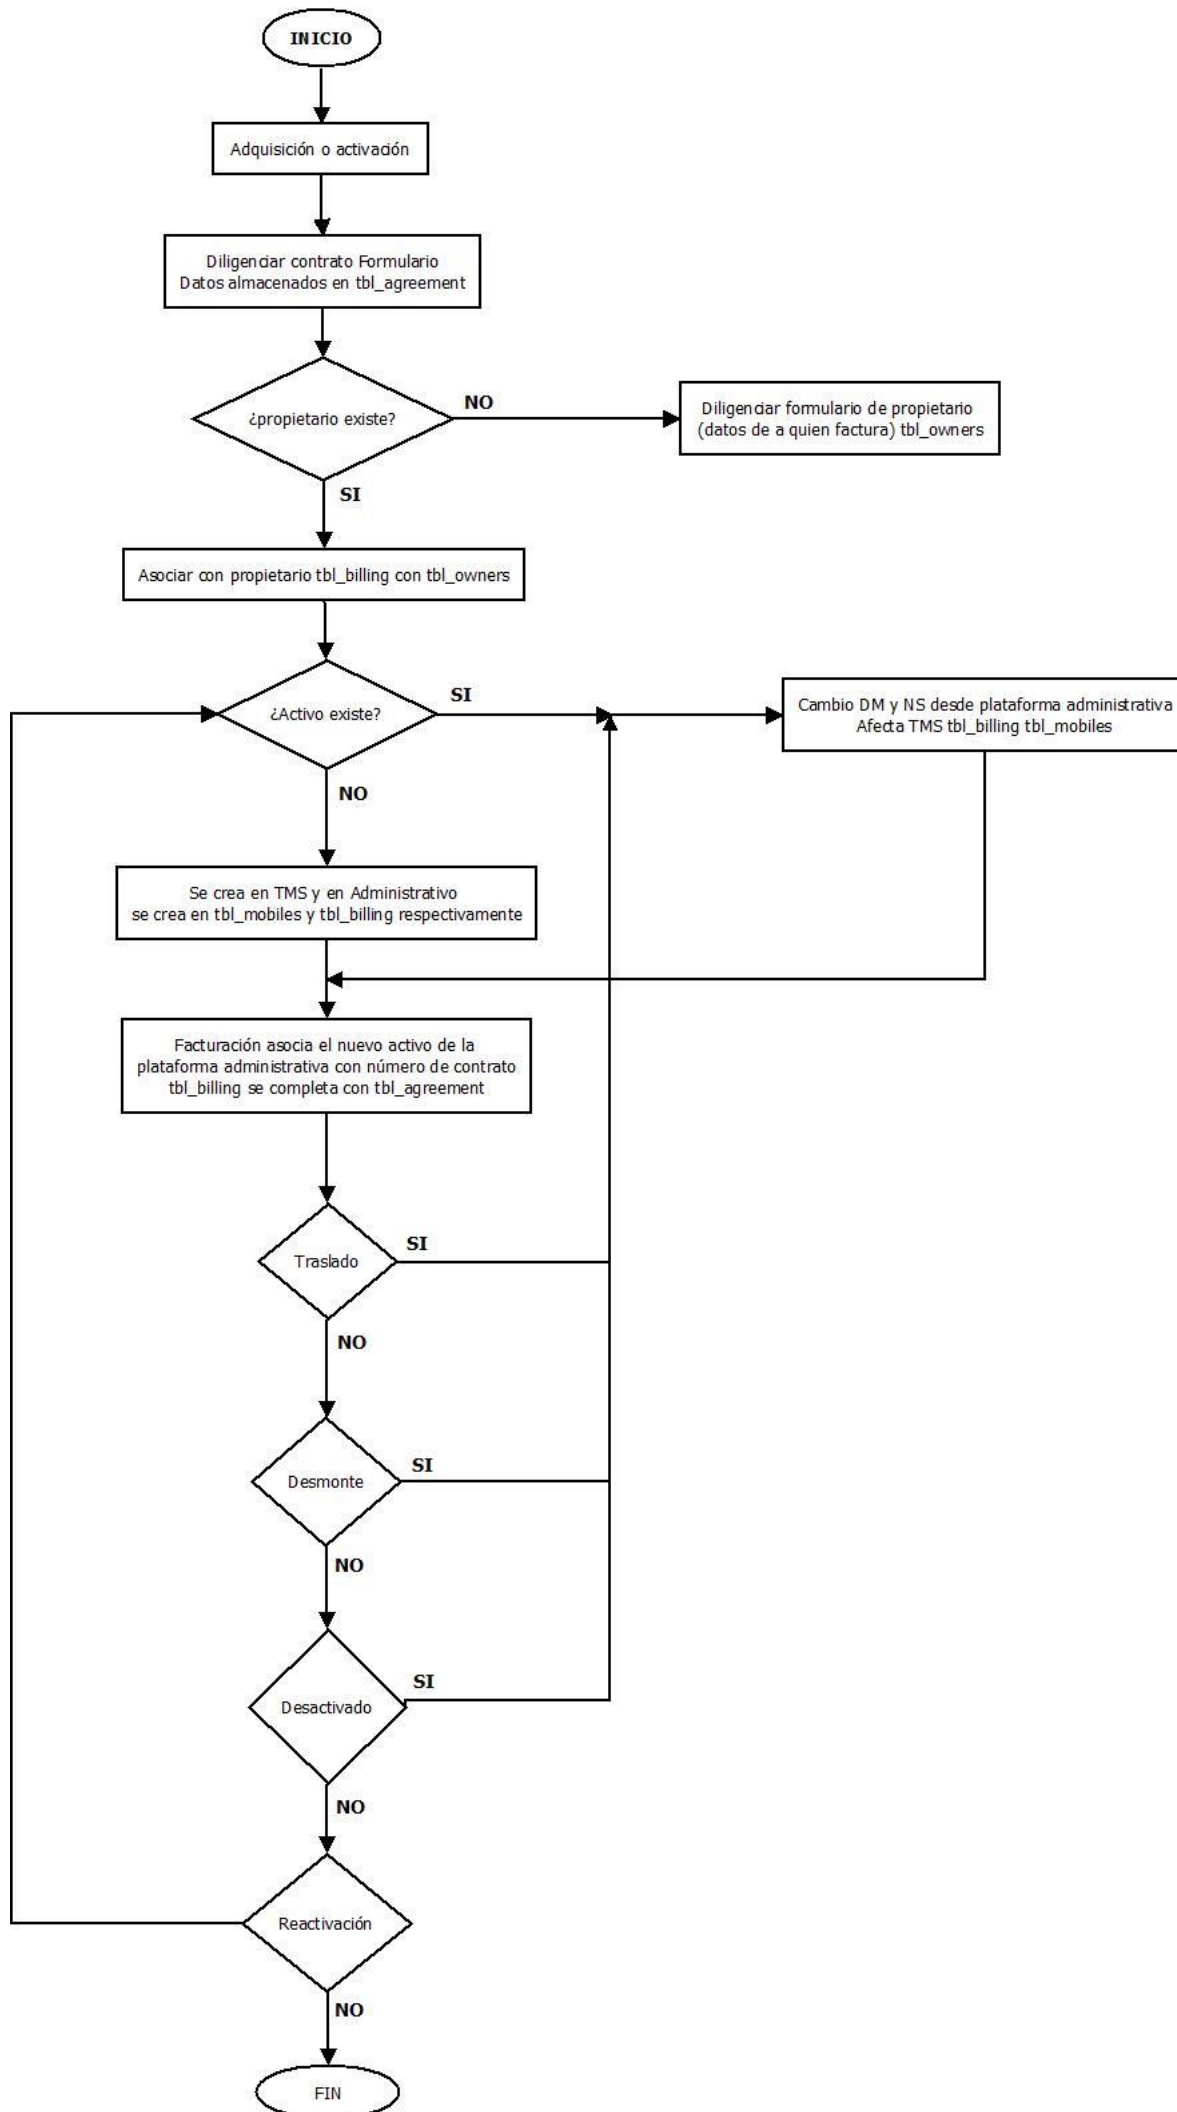 INICIO
Adquisición o activación
Diligenciar contrato Formulario
Datos almacenados en tbl_agreement
¿propietario existe?
NO
Diligenciar formulario de propietario
(datos de a quien factura) tbl_owners
SI
Asociar con propietario tbl_billing con tbl_owners
¿Activo existe?
SI
Cambio DM y NS desde plataforma administrativa
Afecta TMS tbl_billing tbl_mobiles
NO
Se crea en TMS y en Administrativo
se crea en tbl_mobiles y tbl_billing respectivamente
Facturación asocia el nuevo activo de la
plataforma administrativa con número de contrato
tbl_billing se completa con tbl_agreement
Traslado
SI
NO
Desmonte
SI
NO
Desactivado
SI
NO
Reactivación
NO
FIN